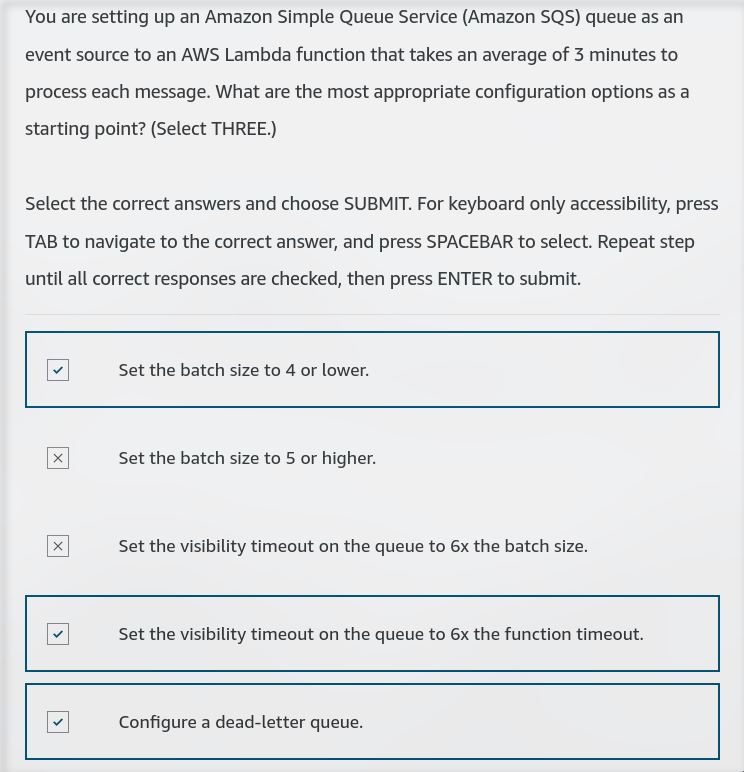 You are setting up an Amazon Simple Queue Service (Amazon SQS) queue as an
event source to an AWS Lambda function that takes an average of 3 minutes to
process each message. What are the most appropriate configuration options as a
starting point? (Select THREE.)
Select the correct answers and choose SUBMIT. For keyboard only accessibility, press
TAB to navigate to the correct answer, and press SPACEBAR to select. Repeat step
until all correct responses are checked, then press ENTER to submit.
Set the batch size to 4 or lower.
Set the batch size to 5 or higher.
Set the visibility timeout on the queue to 6x the batch size.
Set the visibility timeout on the queue to 6x the function timeout.
Configure a dead-letter queue.